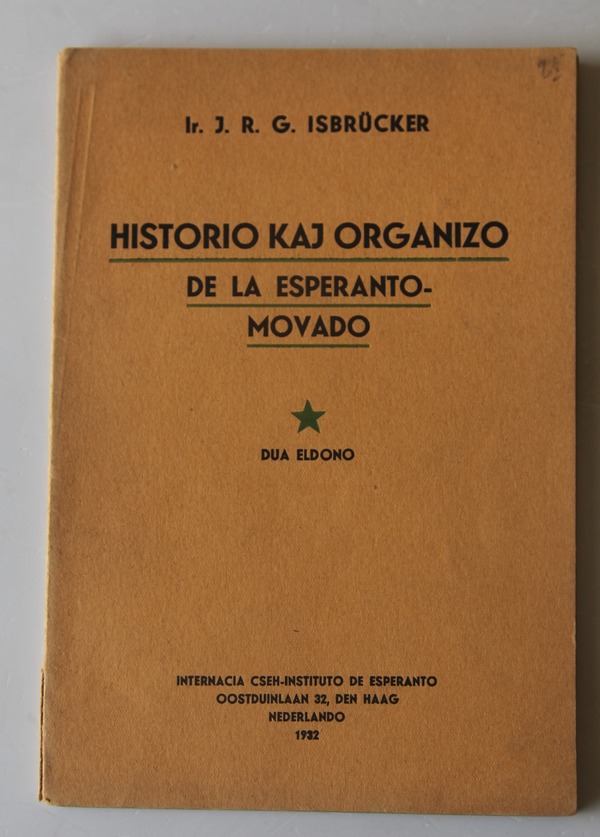 Ir. J. R. G. ISBRÜCKER
HISTORIO KAJ ORGANIZO
DE LA ESPERANTO-
MOVADO
DUA ELDONO
INTERNACIA CSEH-INSTITUTO DE ESPERANTO
OOSTDUINLAAN 32, DEN HAAG
NEDERLANDO
1932